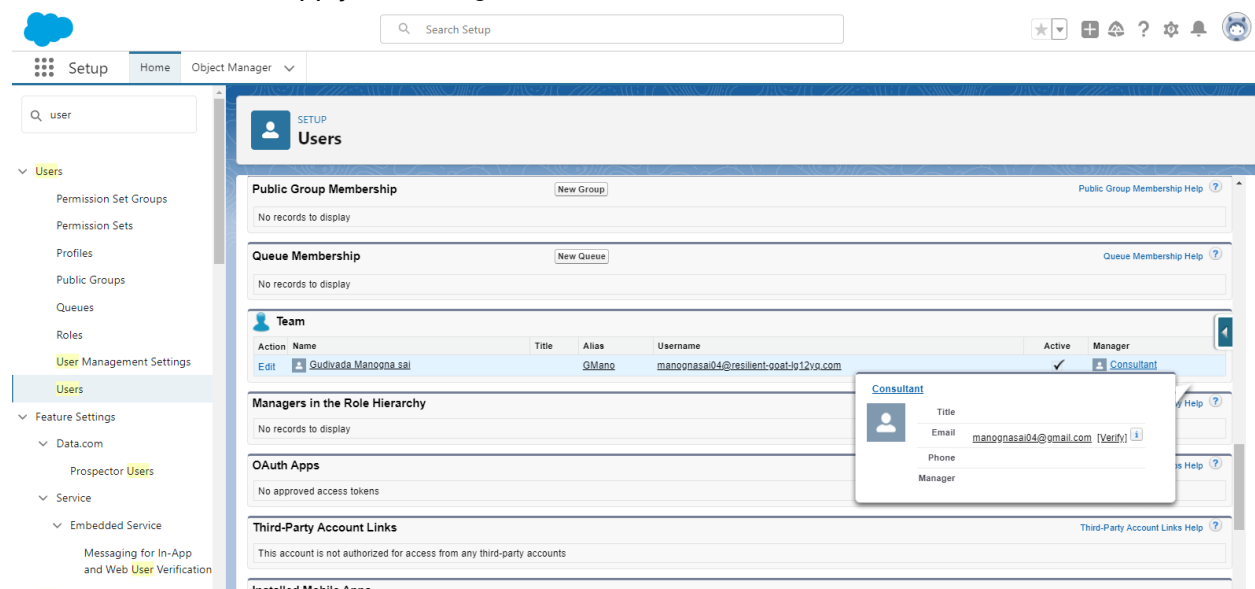 Search Setup
Setup Home Object Manager
user
Users
Permission Set Groups
Permission Sets
Profiles
Public Groups
Queues
Roles
User Management Settings
Users
Feature Settings
Data.com
Prospector Users
Service
Embedded Service
Messaging for In-App
and Web User Verification
SETUP
Users
Public Group Membership New Group Public Group Membership Help ?
No records to display
Queue Membership New Queue Queue Membership Help ?
No records to display
Team
Action Name Title Alias Username Active Manager
Edit Gudivada Manogna sai GMano manognasai04@resilient-goat-lg12yq.com Consultant
Managers in the Role Hierarchy Help ?
No records to display
Consultant
Title
Email manognasai04@gmail.com [Verify] i
Phone
Manager
OAuth Apps Help ?
No approved access tokens
Third-Party Account Links Third-Party Account Links Help ?
This account is not authorized for access from any third-party accounts